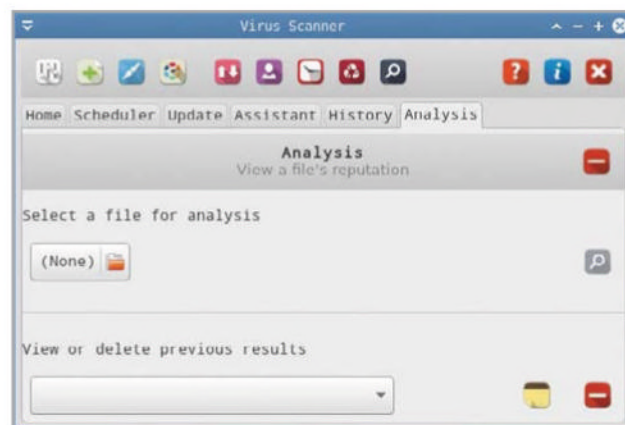 Virus Scanner
Home Scheduler Update Assistant History Analysis
Analysis
View a file's reputation
Select a file for analysis
(None)
View or delete previous results